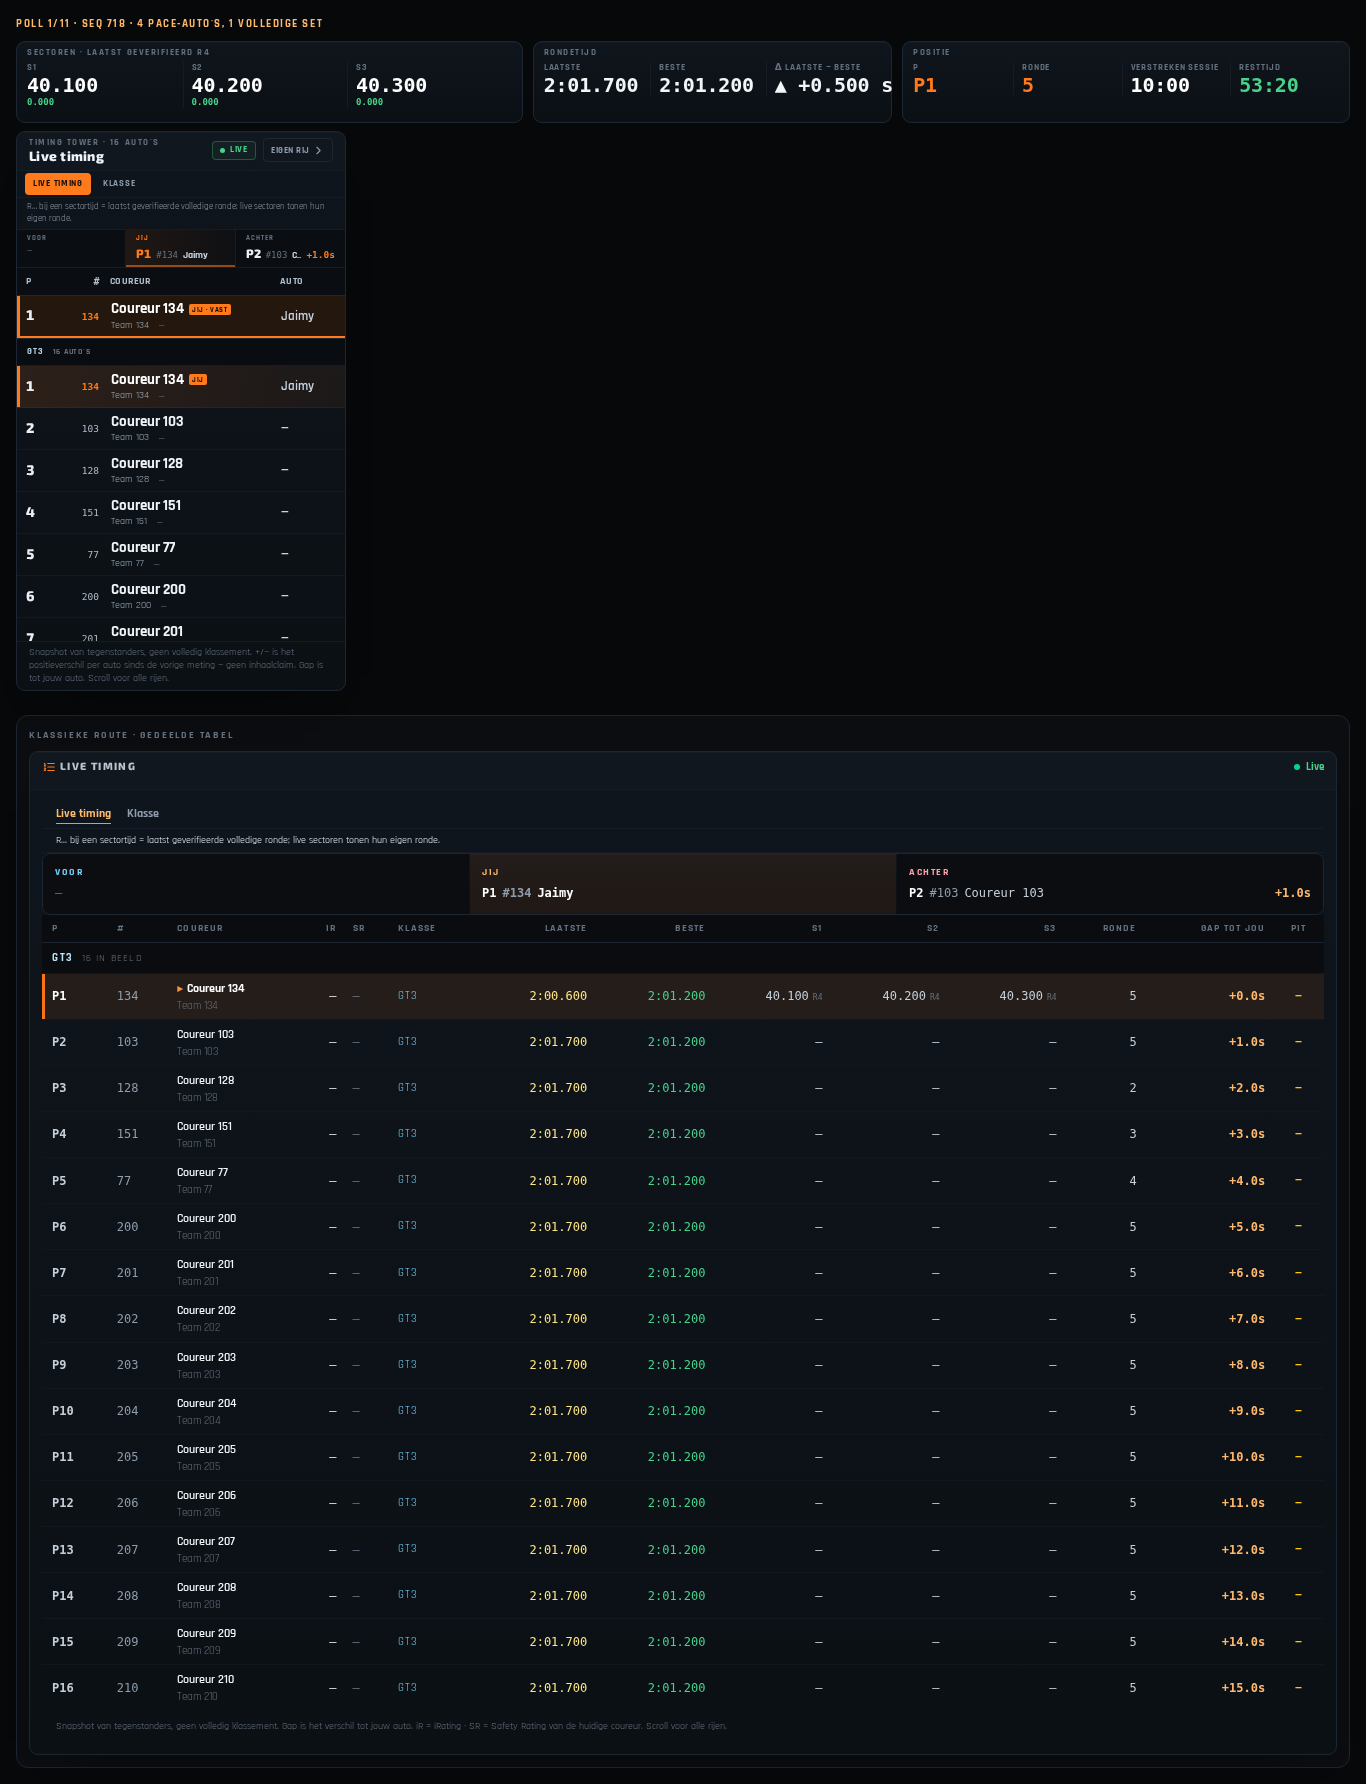 POLL 1/11 · SEQ 718 · 4 PACE-AUTO'S, 1 VOLLEDIGE SET
SECTOREN · LAATST GEVERIFIEERD R4
S1 S2 S3
40.100 40.200 40.300
0.000 0.000 0.000
RONDETIJD
LAATSTE BESTE Δ LAATSTE − BESTE
2:01.700 2:01.200 ▲ +0.500 s
POSITIE
P RONDE VERSTREKEN SESSIE RESTTIJD
P1 5 10:00 53:20
TIMING TOWER · 16 AUTO'S
Live timing
LIVE
EIGEN RIJ
LIVE TIMING KLASSE
R… bij een sectortijd = laatst geverifieerde volledige ronde; live sectoren tonen hun
eigen ronde.
VOOR JIJ ACHTER
— P1 #134 Jaimy P2 #103 C… +1.0s
P # COUREUR AUTO
1 134 Coureur 134 JIJ · VAST Jaimy
Team 134 —
GT3 16 AUTO'S
1 134 Coureur 134 JIJ Jaimy
Team 134 —
2 103 Coureur 103 —
Team 103 —
3 128 Coureur 128 —
Team 128 —
4 151 Coureur 151 —
Team 151 —
5 77 Coureur 77 —
Team 77 —
6 200 Coureur 200 —
Team 200 —
7 201 Coureur 201 —
Snapshot van tegenstanders, geen volledig klassement. +/− is het
positieverschil per auto sinds de vorige meting — geen inhaalclaim. Gap is
tot jouw auto. Scroll voor alle rijen.
KLASSIEKE ROUTE · GEDEELDE TABEL
LIVE TIMING
Live
Live timing Klasse
R… bij een sectortijd = laatst geverifieerde volledige ronde; live sectoren tonen hun eigen ronde.
VOOR JIJ ACHTER
— P1 #134 Jaimy P2 #103 Coureur 103 +1.0s
P # COUREUR IR SR KLASSE LAATSTE BESTE S1 S2 S3 RONDE GAP TOT JOU PIT
GT3 16 IN BEELD
P1 134 ▸ Coureur 134 — — GT3 2:00.600 2:01.200 40.100 R4 40.200 R4 40.300 R4 5 +0.0s —
Team 134
P2 103 Coureur 103 — — GT3 2:01.700 2:01.200 — — — 5 +1.0s —
Team 103
P3 128 Coureur 128 — — GT3 2:01.700 2:01.200 — — — 2 +2.0s —
Team 128
P4 151 Coureur 151 — — GT3 2:01.700 2:01.200 — — — 3 +3.0s —
Team 151
P5 77 Coureur 77 — — GT3 2:01.700 2:01.200 — — — 4 +4.0s —
Team 77
P6 200 Coureur 200 — — GT3 2:01.700 2:01.200 — — — 5 +5.0s —
Team 200
P7 201 Coureur 201 — — GT3 2:01.700 2:01.200 — — — 5 +6.0s —
Team 201
P8 202 Coureur 202 — — GT3 2:01.700 2:01.200 — — — 5 +7.0s —
Team 202
P9 203 Coureur 203 — — GT3 2:01.700 2:01.200 — — — 5 +8.0s —
Team 203
P10 204 Coureur 204 — — GT3 2:01.700 2:01.200 — — — 5 +9.0s —
Team 204
P11 205 Coureur 205 — — GT3 2:01.700 2:01.200 — — — 5 +10.0s —
Team 205
P12 206 Coureur 206 — — GT3 2:01.700 2:01.200 — — — 5 +11.0s —
Team 206
P13 207 Coureur 207 — — GT3 2:01.700 2:01.200 — — — 5 +12.0s —
Team 207
P14 208 Coureur 208 — — GT3 2:01.700 2:01.200 — — — 5 +13.0s —
Team 208
P15 209 Coureur 209 — — GT3 2:01.700 2:01.200 — — — 5 +14.0s —
Team 209
P16 210 Coureur 210 — — GT3 2:01.700 2:01.200 — — — 5 +15.0s —
Team 210
Snapshot van tegenstanders, geen volledig klassement. Gap is het verschil tot jouw auto. iR = iRating · SR = Safety Rating van de huidige coureur. Scroll voor alle rijen.